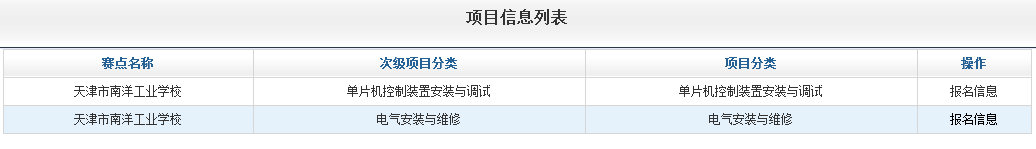 项目信息列表
赛点名称 次级项目分类 项目分类 操作
天津市南洋工业学校 单片机控制装置安装与调试 单片机控制装置安装与调试 报名信息
天津市南洋工业学校 电气安装与维修 电气安装与维修 报名信息